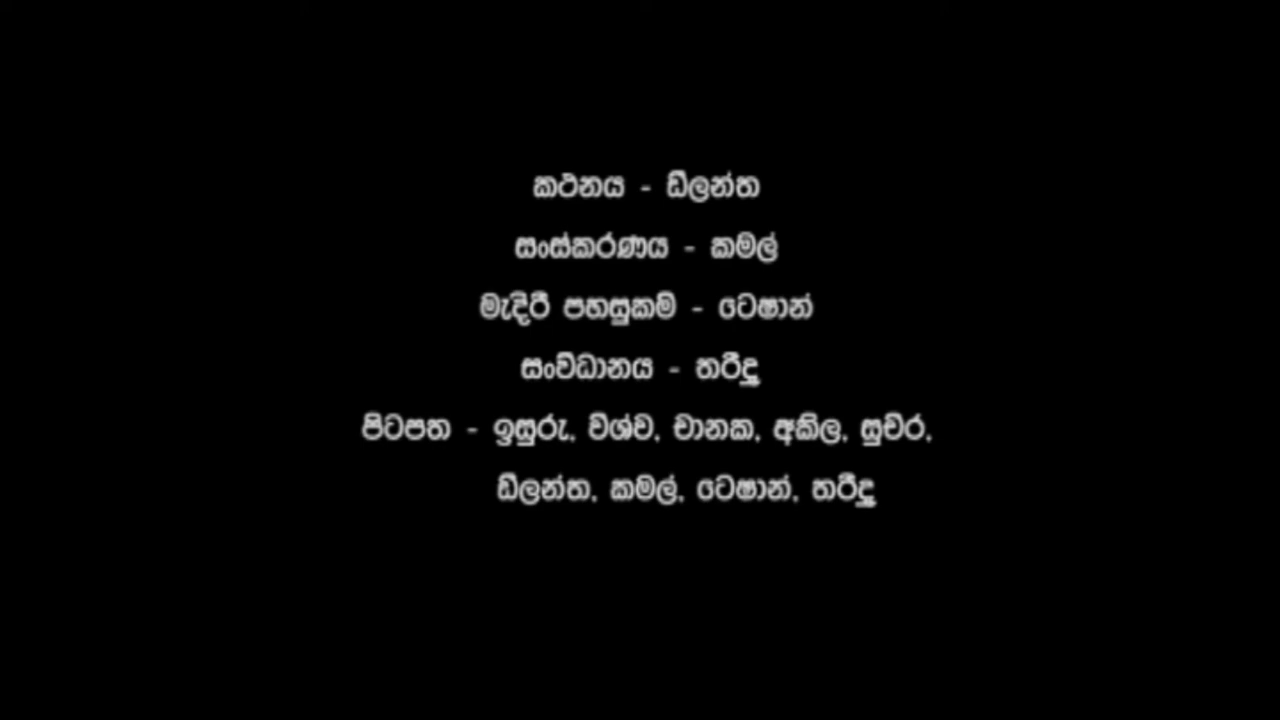 කථනය - ඩිලන්ත
සංස්කරණය - කමල්
මැදිරි පහසුකම් - ටෙෂාන්
සංවිධානය - තරිඳු
පිටපත - ඉසුරු, විශ්ව, චානක, අකිල, සුචිර,
ඩිලන්ත, කමල්, ටෙෂාන්, තරිඳු